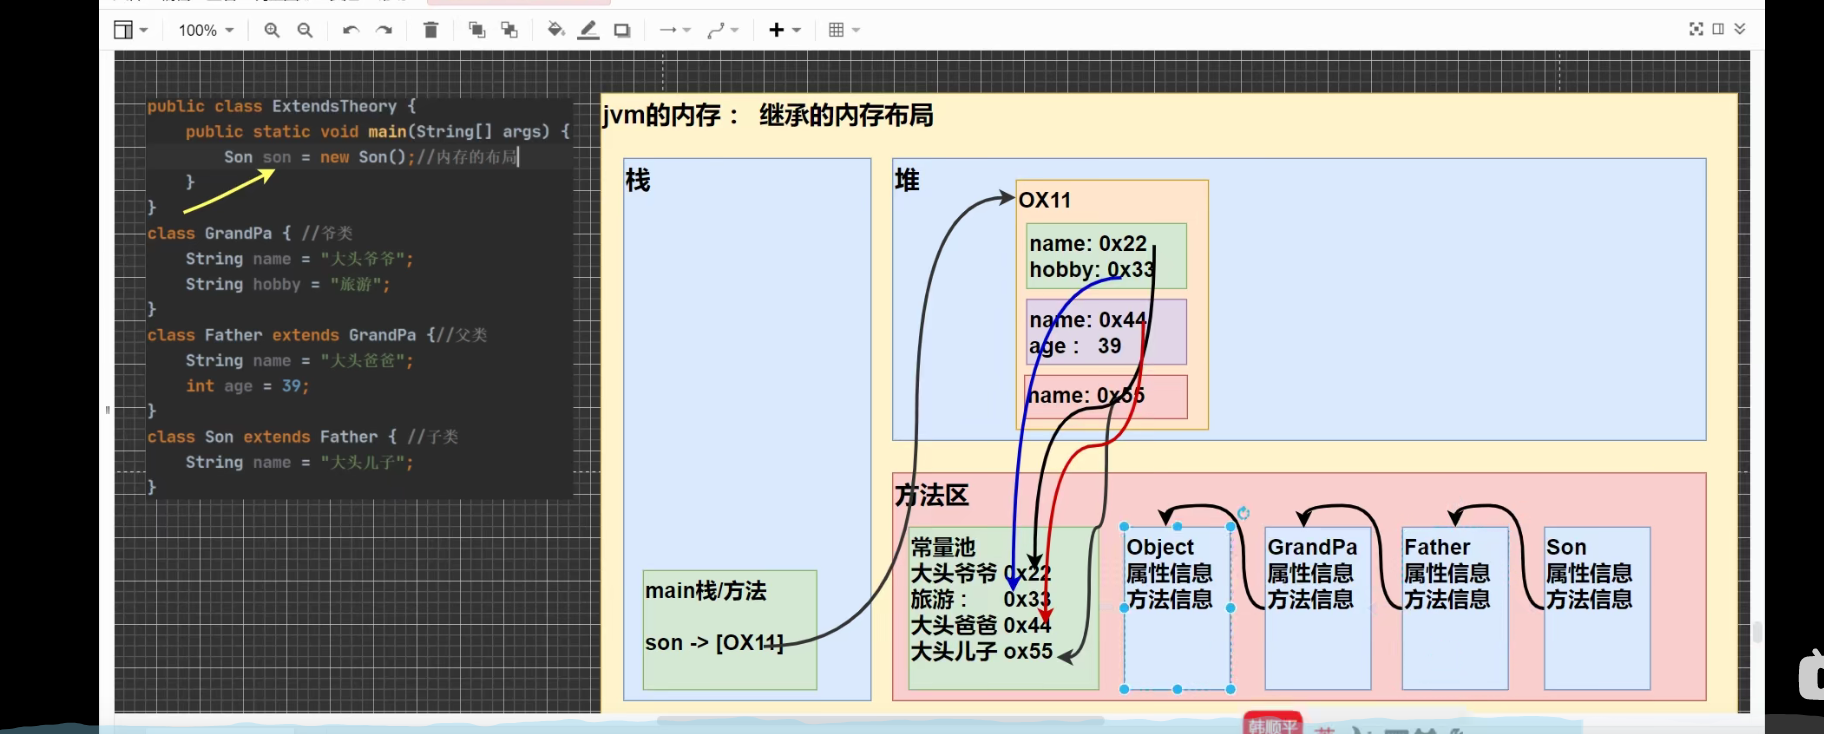 100%
public class ExtendsTheory {
public static void main(String[] args) {
Son son = new Son();//内存的布局
}
}
class GrandPa { //爷类
String name = "大头爷爷";
String hobby = "旅游";
}
class Father extends GrandPa {//父类
String name = "大头爸爸";
int age = 39;
}
class Son extends Father { //子类
String name = "大头儿子";
}
jvm的内存： 继承的内存布局
栈
main栈/方法
son -> [OX11]
堆
OX11
name: 0x22
hobby: 0x33
name: 0x44
age： 39
name: 0x55
方法区
常量池
大头爷爷 0x22
旅游： 0x33
大头爸爸 0x44
大头儿子 ox55
Object
属性信息
方法信息
GrandPa
属性信息
方法信息
Father
属性信息
方法信息
Son
属性信息
方法信息
韩顺平